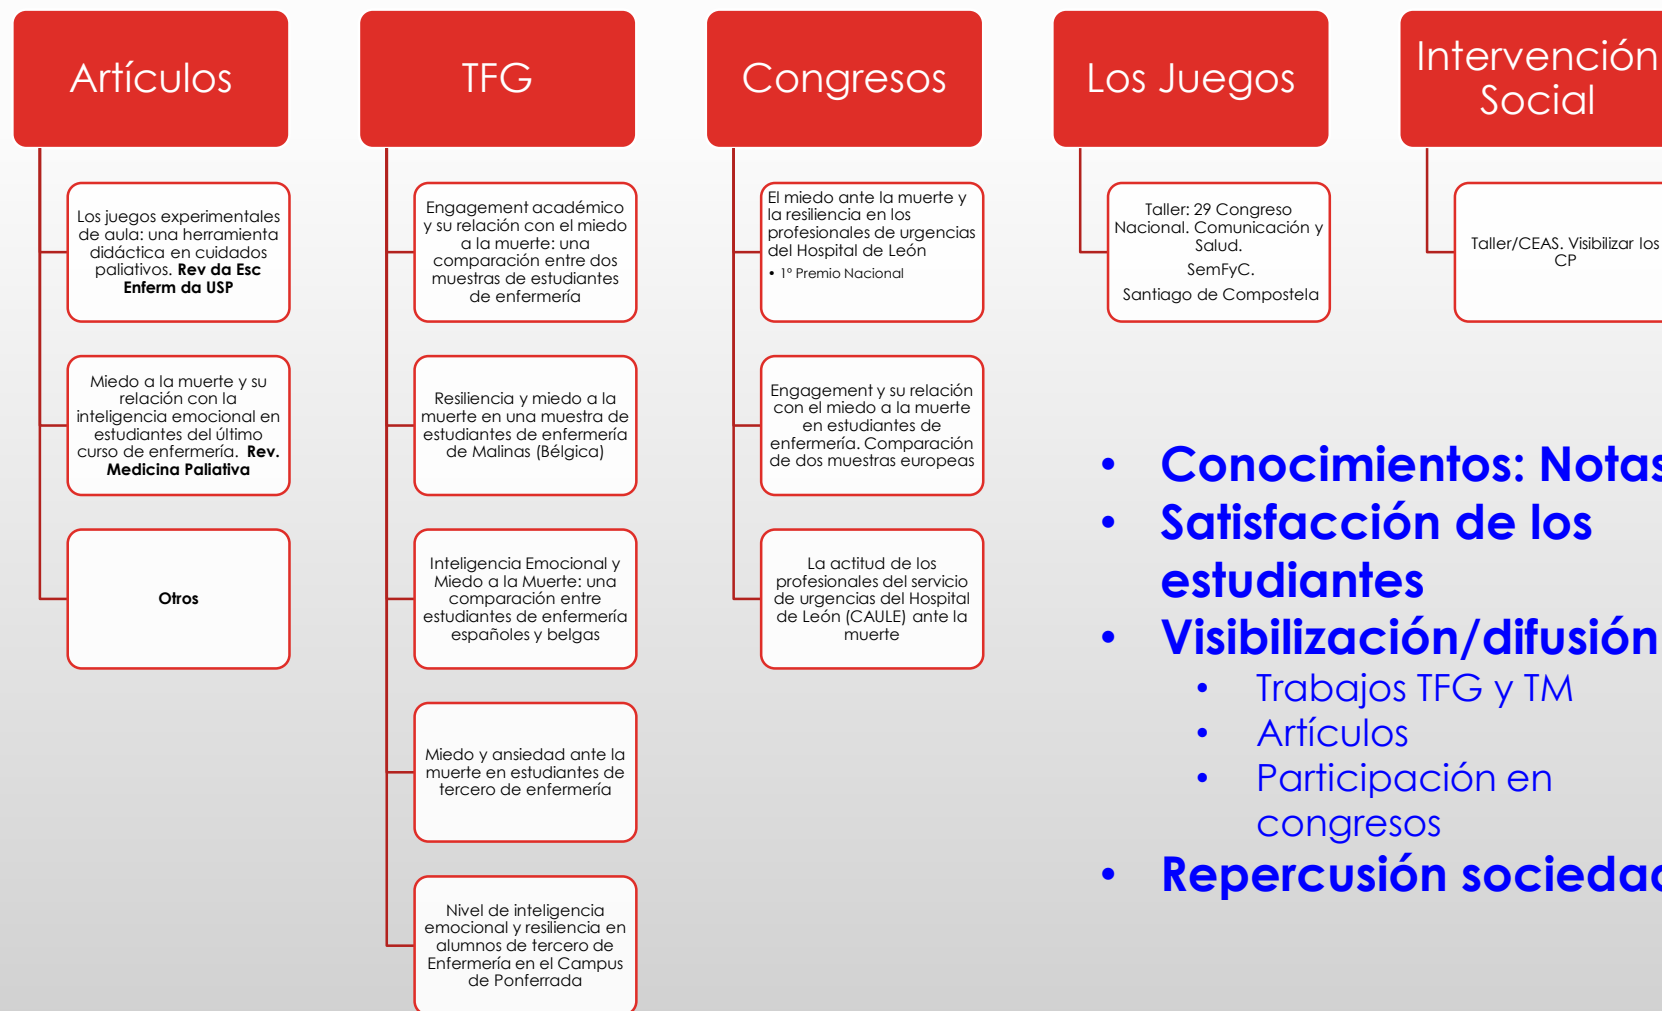 Artículos
Los juegos experimentales
de aula: una herramienta
didáctica en cuidados
paliativos. Rev da Esc
Enferm da USP
Miedo a la muerte y su
relación con la
inteligencia emocional en
estudiantes del último
curso de enfermería. Rev.
Medicina Paliativa
Otros
TFG
Engagement académico
y su relación con el miedo
a la muerte: una
comparación entre dos
muestras de estudiantes
de enfermería
Resiliencia y miedo a la
muerte en una muestra de
estudiantes de enfermería
de Malinas (Bélgica)
Inteligencia Emocional y
Miedo a la Muerte: una
comparación entre
estudiantes de enfermería
españoles y belgas
Miedo y ansiedad ante la
muerte en estudiantes de
tercero de enfermería
Nivel de inteligencia
emocional y resiliencia en
alumnos de tercero de
Enfermería en el Campus
de Ponferrada
Congresos
El miedo ante la muerte y
la resiliencia en los
profesionales de urgencias
del Hospital de León
• 1º Premio Nacional
Engagement y su relación
con el miedo a la muerte
en estudiantes de
enfermería. Comparación
de dos muestras europeas
La actitud de los
profesionales del servicio
de urgencias del Hospital
de León (CAULE) ante la
muerte
Los Juegos
Taller: 29 Congreso
Nacional. Comunicación y
Salud.
SemFyC.
Santiago de Compostela
Intervención
Social
Taller/CEAS. Visibilizar los
CP
• Conocimientos: Notas
• Satisfacción de los
estudiantes
• Visibilización/difusión
• Trabajos TFG y TM
• Artículos
• Participación en
congresos
• Repercusión sociedad